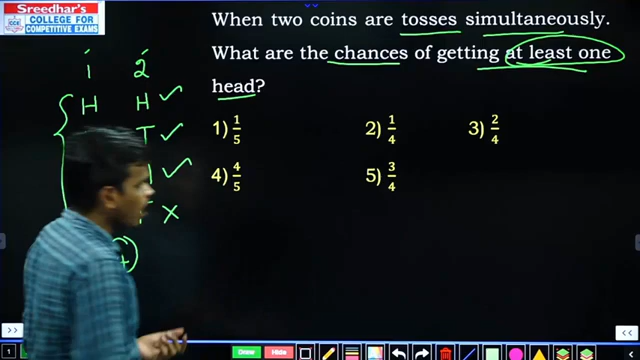 Sreedhar's
CCE
COLLEGE FOR
COMPETITIVE EXAMS
When two coins are tosses simultaneously.
What are the chances of getting at least one
head?
1) 1/5
2) 1/4
3) 2/4
4) 4/5
5) 3/4
1 2
H H ✓
T ✓
✓
X
1
Draw
Hide
>>
<<